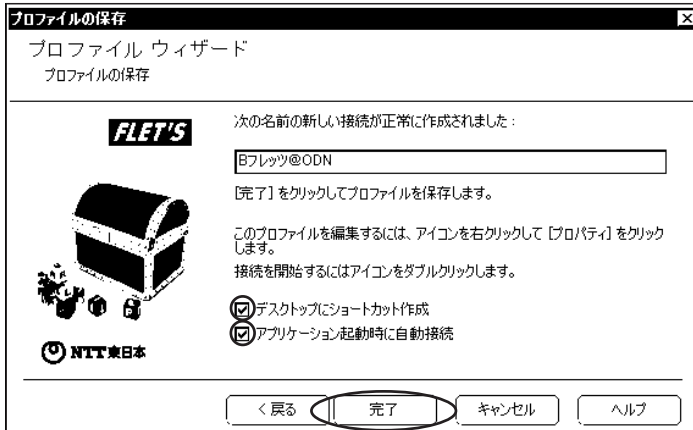 プロファイルの保存
プロファイル ウィザード
プロファイルの保存
FLET'S
次の名前の新しい接続が正常に作成されました：
Bフレッツ@ODN
[完了] をクリックしてプロファイルを保存します。
このプロファイルを編集するには、アイコンを右クリックして [プロパティ] をクリック
します。
接続を開始するにはアイコンをダブルクリックします。
デスクトップにショートカット作成
アプリケーション起動時に自動接続
NTT東日本
< 戻る
完了
キャンセル
ヘルプ